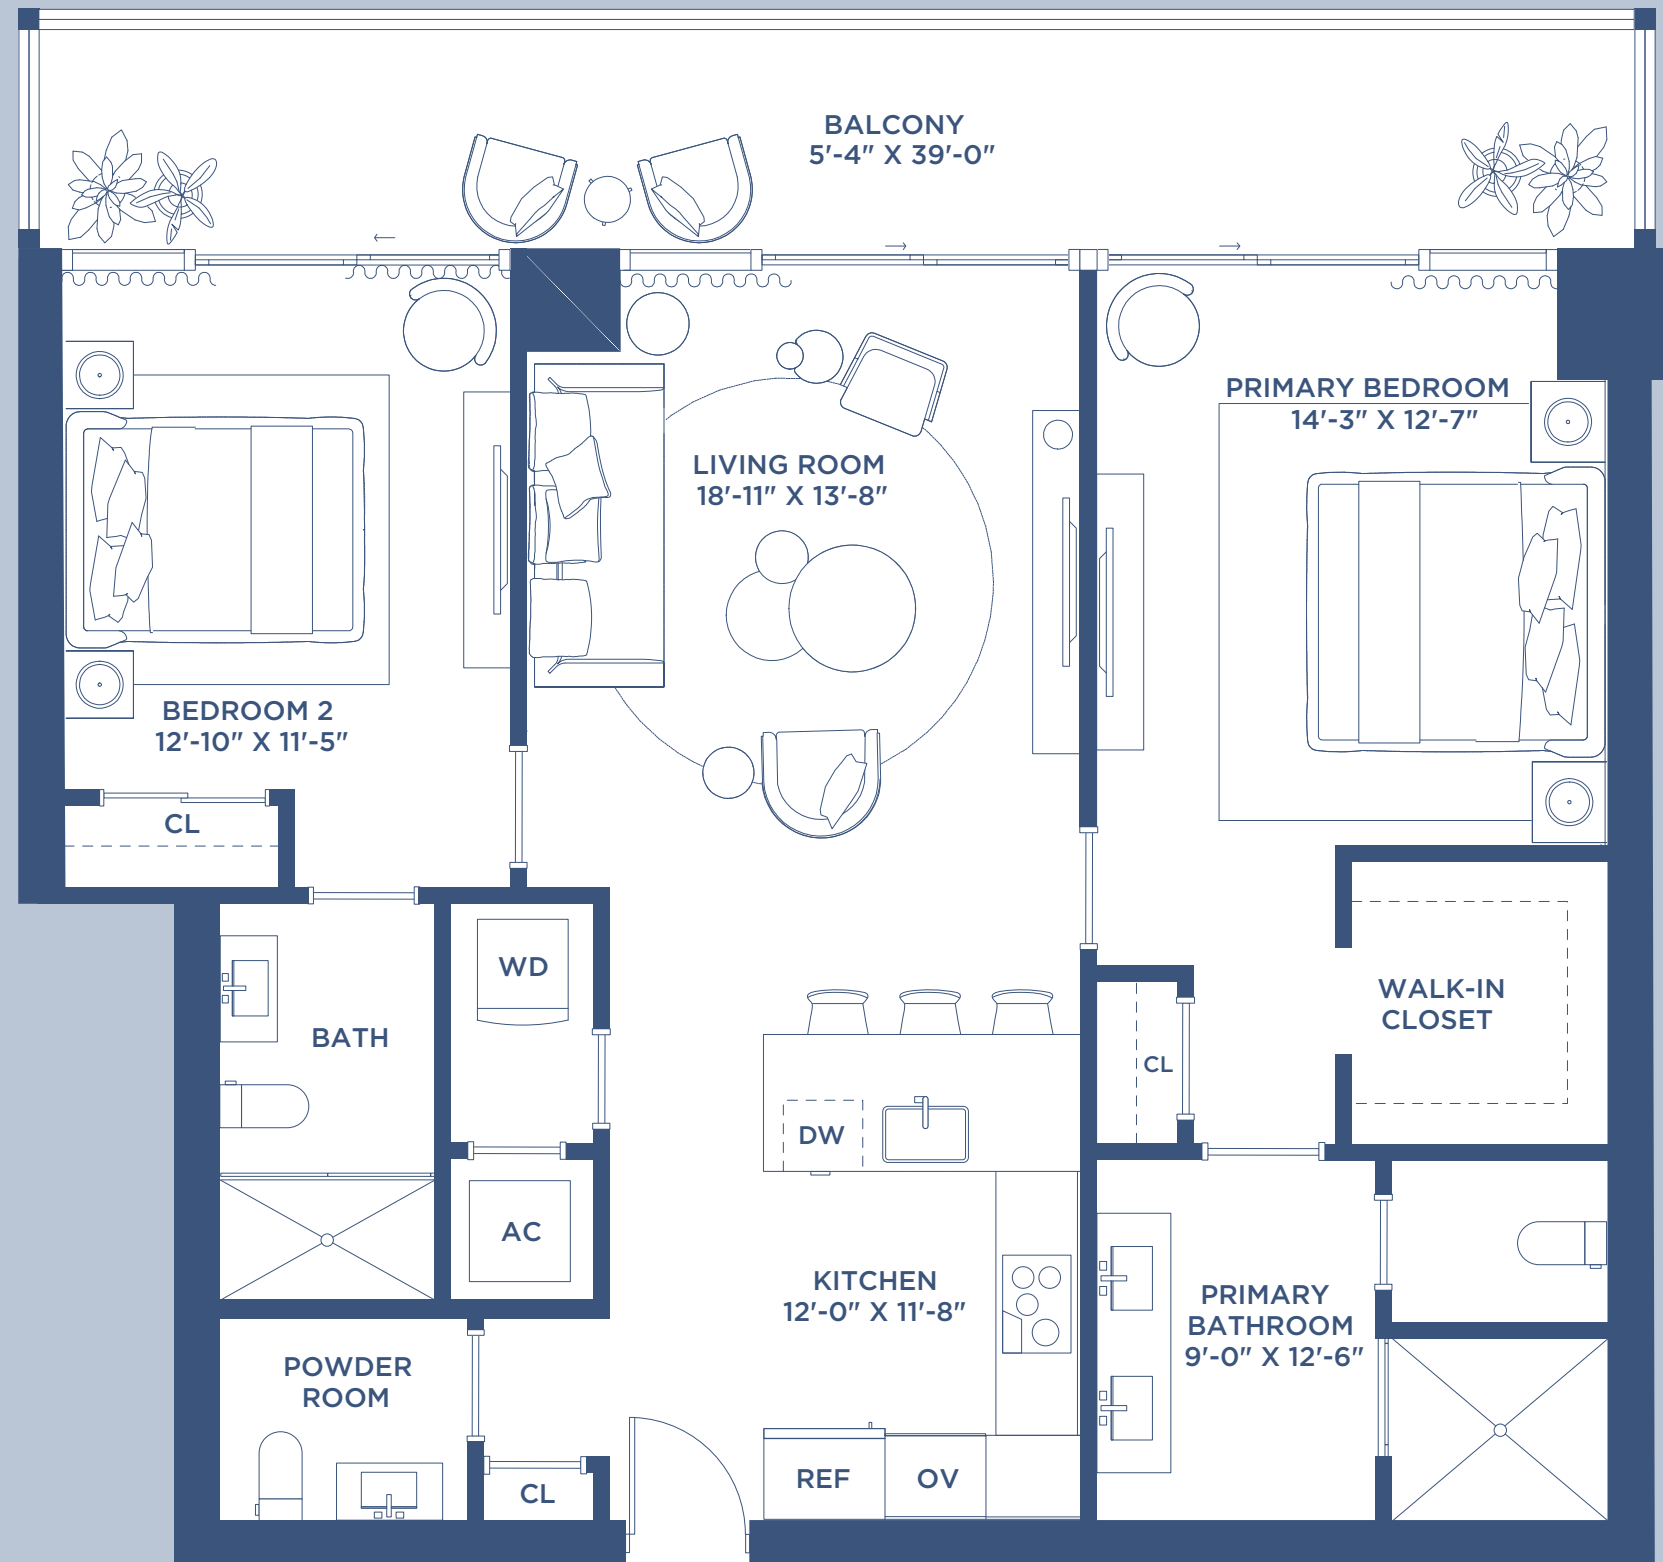 BALCONY
5'-4" X 39'-0"
PRIMARY BEDROOM
14'-3" X 12'-7"
LIVING ROOM
18'-11" X 13'-8"
BEDROOM 2
12'-10" X 11'-5"
CL
WD
BATH
WALK-IN
CLOSET
CL
DW
AC
KITCHEN
12'-0" X 11'-8"
PRIMARY
BATHROOM
9'-0" X 12'-6"
POWDER
ROOM
CL
REF
OV